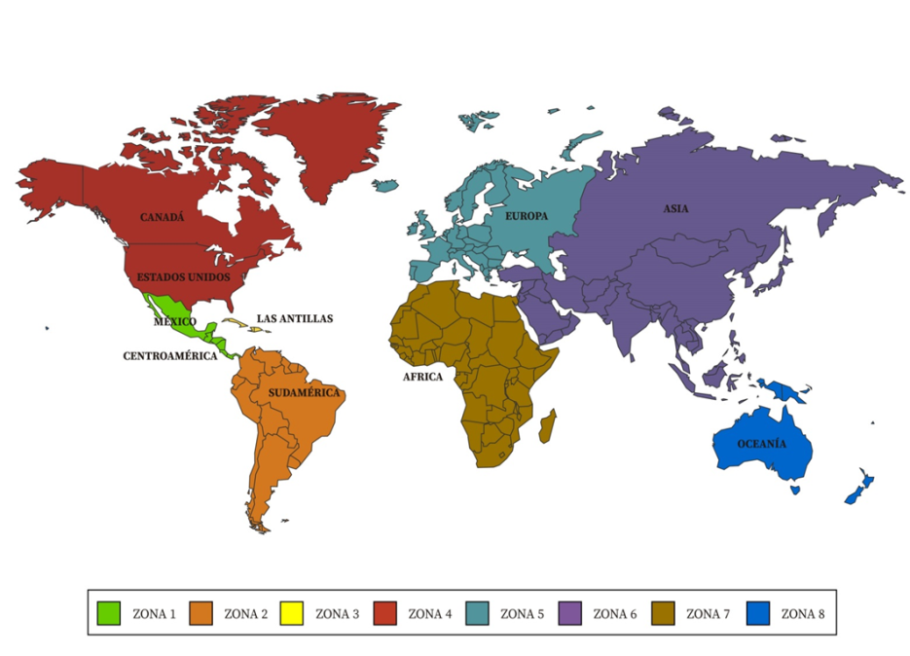 CANADÁ
EUROPA
ASIA
ESTADOS UNIDOS
LAS ANTILLAS
MÉXICO
CENTROAMÉRICA
AFRICA
SUDAMÉRICA
OCEANÍA
ZONA 1 ZONA 2 ZONA 3 ZONA 4 ZONA 5 ZONA 6 ZONA 7 ZONA 8